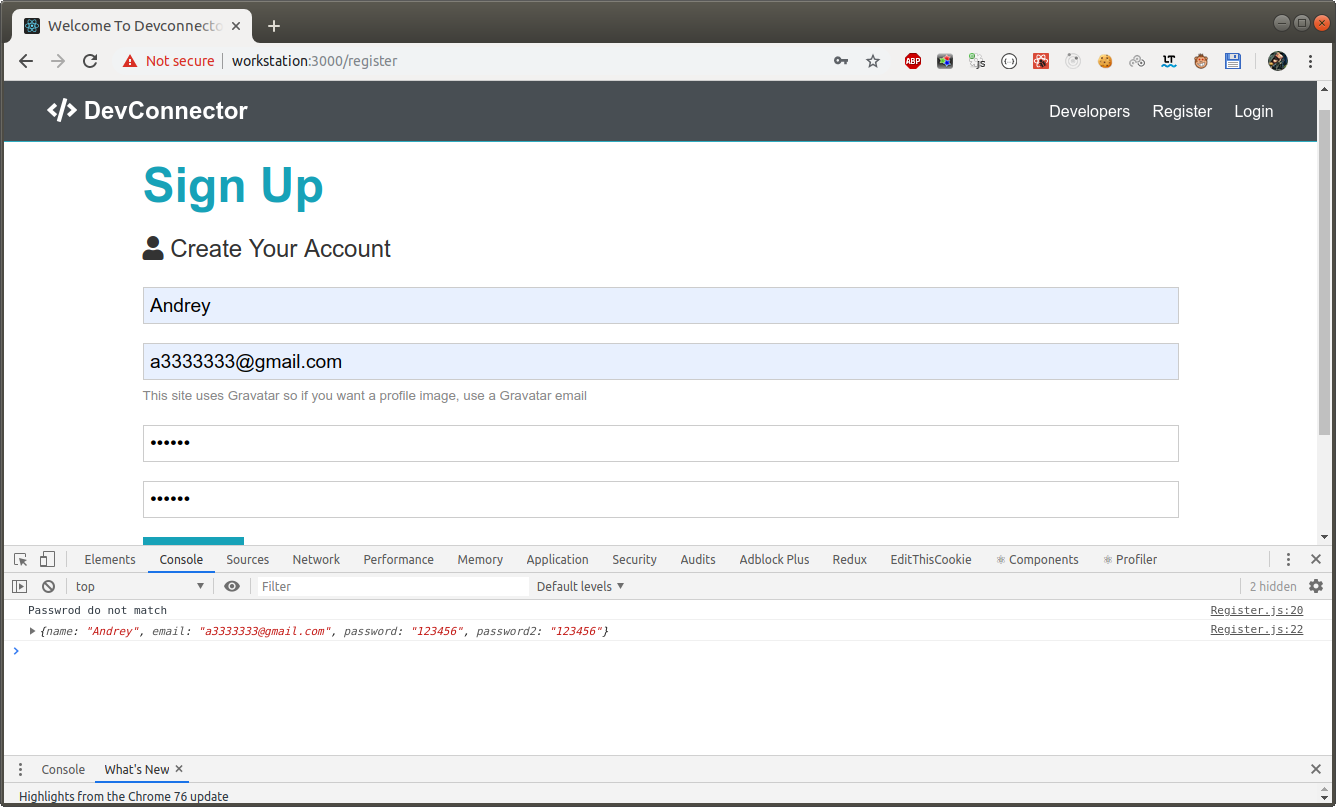 Welcome To Devconnecto
Not secure workstation:3000/register
ABP JS LT
DevConnector Developers Register Login
Sign Up
Create Your Account
Andrey
a3333333@gmail.com
This site uses Gravatar so if you want a profile image, use a Gravatar email
••••••
••••••
Elements Console Sources Network Performance Memory Application Security Audits Adblock Plus Redux EditThisCookie Components Profiler
top Filter Default levels 2 hidden
Passwrod do not match Register.js:20
{name: "Andrey", email: "a3333333@gmail.com", password: "123456", password2: "123456"} Register.js:22
Console What's New
Highlights from the Chrome 76 update